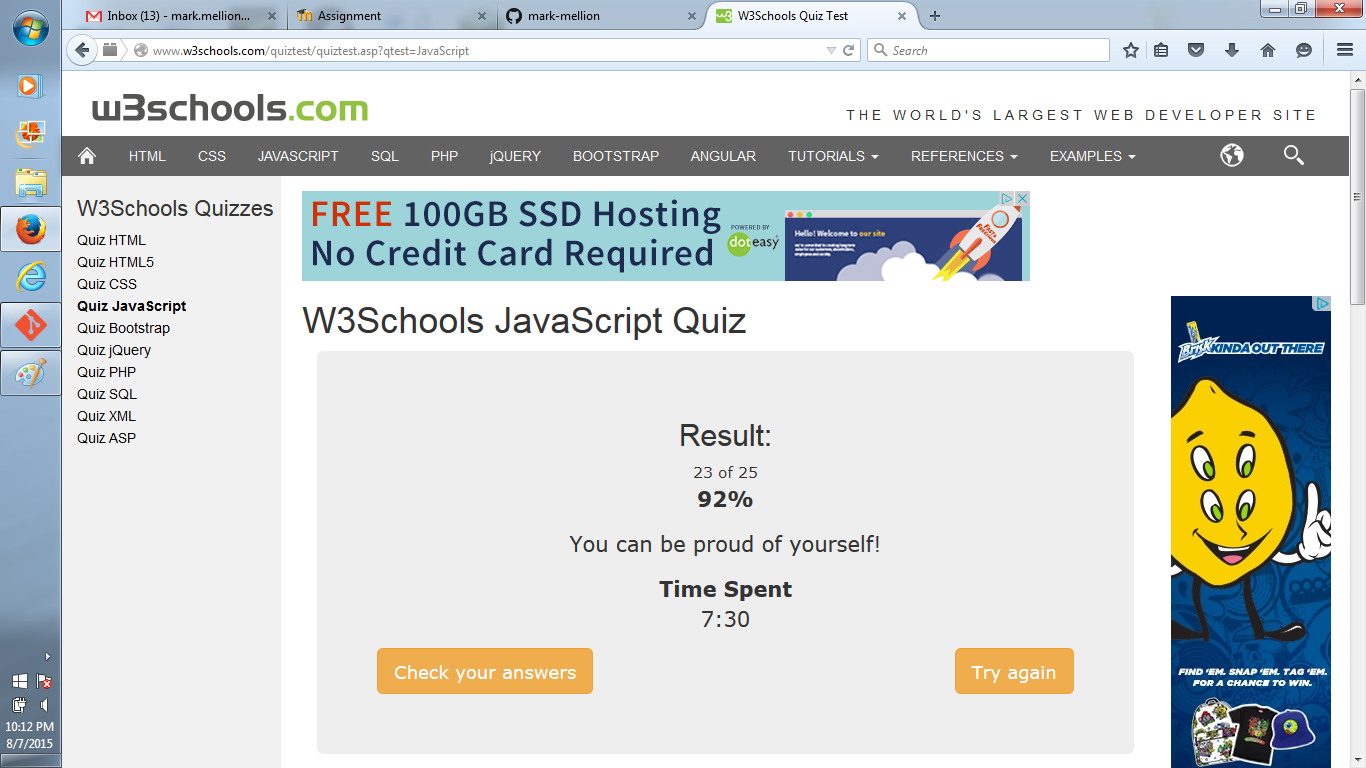 Inbox (13) - mark.mellion...
Assignment
mark-mellion
W3Schools Quiz Test
www.w3schools.com/quiztest/quiztest.asp?qtest=JavaScript
Search
w3schools.com
THE WORLD'S LARGEST WEB DEVELOPER SITE
HTML
CSS
JAVASCRIPT
SQL
PHP
jQUERY
BOOTSTRAP
ANGULAR
TUTORIALS
REFERENCES
EXAMPLES
W3Schools Quizzes
Quiz HTML
Quiz HTML5
Quiz CSS
Quiz JavaScript
Quiz Bootstrap
Quiz jQuery
Quiz PHP
Quiz SQL
Quiz XML
Quiz ASP
FREE 100GB SSD Hosting
No Credit Card Required
POWERED BY
doteasy
Hello! Welcome to our site
W3Schools JavaScript Quiz
Result:
23 of 25
92%
You can be proud of yourself!
Time Spent
7:30
Check your answers
Try again
Brisk
KINDA OUT THERE
FIND 'EM. SNAP 'EM. TAG 'EM.
FOR A CHANCE TO WIN.
10:12 PM
8/7/2015